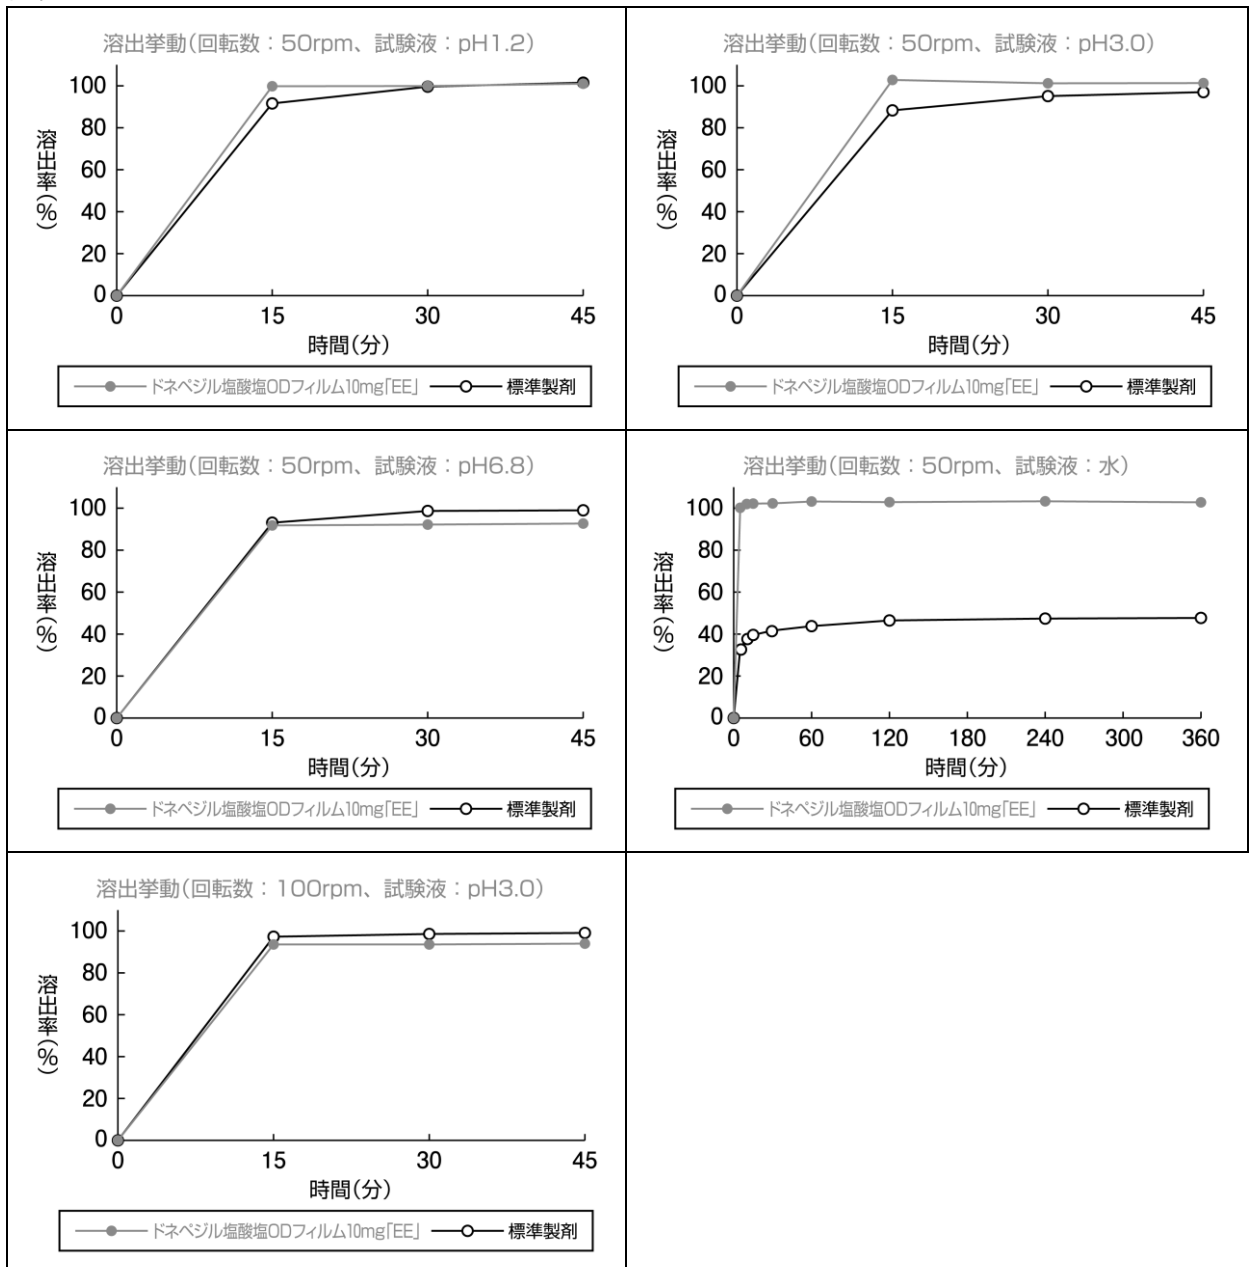 溶出挙動(回転数：50rpm、試験液：pH1.2)
100
80
60
40
20
0
溶出率(%)
0 15 30 45
時間(分)
ドネペジル塩酸塩ODフィルム10mg「EE」 標準製剤
溶出挙動(回転数：50rpm、試験液：pH3.0)
100
80
60
40
20
0
溶出率(%)
0 15 30 45
時間(分)
ドネペジル塩酸塩ODフィルム10mg「EE」 標準製剤
溶出挙動(回転数：50rpm、試験液：pH6.8)
100
80
60
40
20
0
溶出率(%)
0 15 30 45
時間(分)
ドネペジル塩酸塩ODフィルム10mg「EE」 標準製剤
溶出挙動(回転数：50rpm、試験液：水)
100
80
60
40
20
0
溶出率(%)
0 60 120 180 240 300 360
時間(分)
ドネペジル塩酸塩ODフィルム10mg「EE」 標準製剤
溶出挙動(回転数：100rpm、試験液：pH3.0)
100
80
60
40
20
0
溶出率(%)
0 15 30 45
時間(分)
ドネペジル塩酸塩ODフィルム10mg「EE」 標準製剤